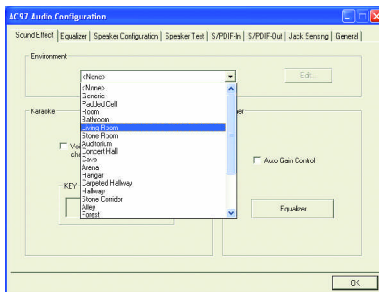 AC97 Audio Configuration
Sound Effect | Equalizer | Speaker Configuration | Speaker Test | S/PDIF-In | S/PDIF-Out | Jack Sensing | General
Environment
<None>
Edit
<None>
Generic
Padded Cell
Room
Bathroom
Living Room
Stone Room
Auditorium
Concert Hall
Cave
Arena
Hangar
Carpeted Hallway
Hallway
Stone Corridor
Alley
Forest
Karaoke
KEY
Auto Gain Control
Equalizer
OK